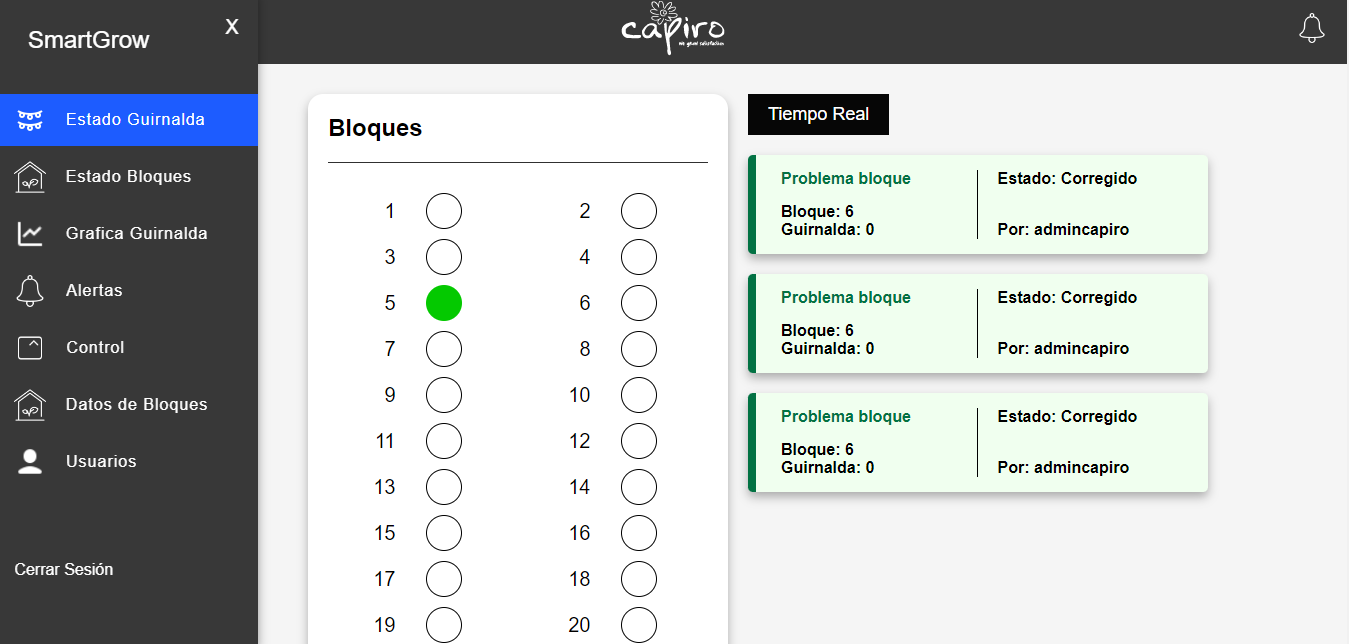 SmartGrow
X
Estado Guirnalda
Estado Bloques
Grafica Guirnalda
Alertas
Control
Datos de Bloques
Usuarios
Cerrar Sesión
capiro
we grow satisfaction
Bloques
1 2
3 4
5 6
7 8
9 10
11 12
13 14
15 16
17 18
19 20
Tiempo Real
Problema bloque
Bloque: 6
Guirnalda: 0
Estado: Corregido
Por: admincapiro
Problema bloque
Bloque: 6
Guirnalda: 0
Estado: Corregido
Por: admincapiro
Problema bloque
Bloque: 6
Guirnalda: 0
Estado: Corregido
Por: admincapiro